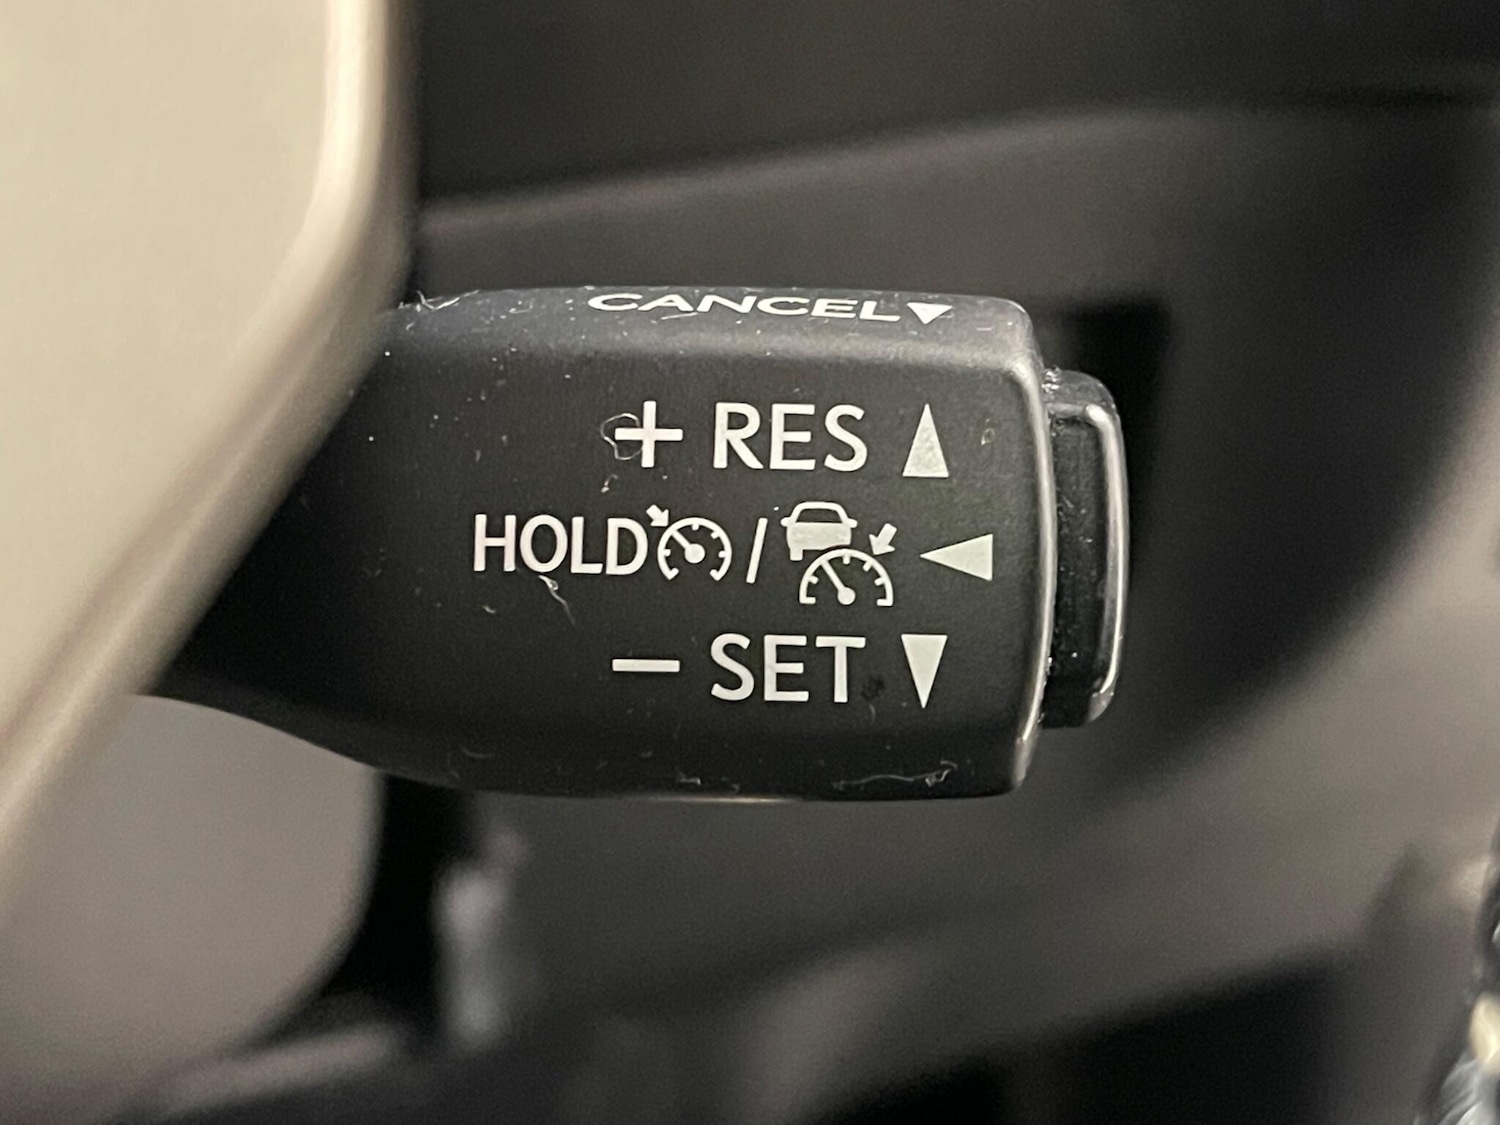 CANCEL▼
+ RES ▲
HOLD / ◀
− SET ▼